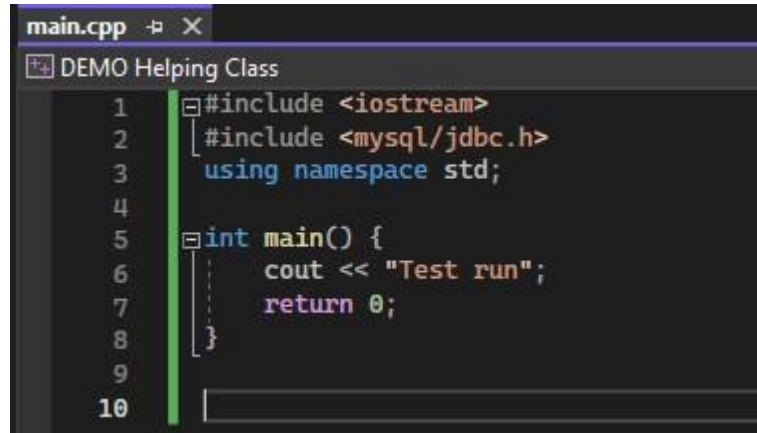 main.cpp
DEMO Helping Class
1 #include <iostream>
2 #include <mysql/jdbc.h>
3 using namespace std;
4
5 int main() {
6 cout << "Test run";
7 return 0;
8 }
9
10